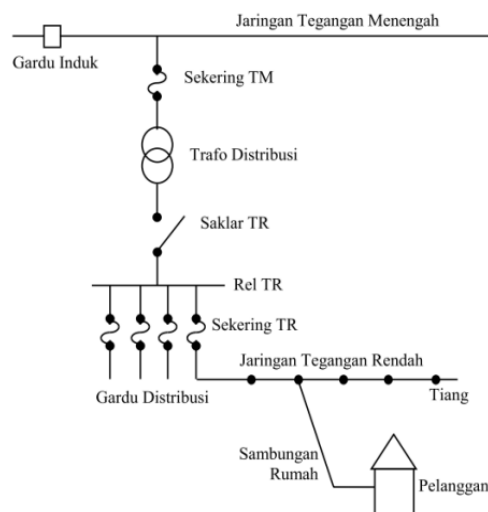 Jaringan Tegangan Menengah
Gardu Induk
Sekering TM
Trafo Distribusi
Saklar TR
Rel TR
Sekering TR
Jaringan Tegangan Rendah
Gardu Distribusi
Tiang
Sambungan
Rumah
Pelanggan